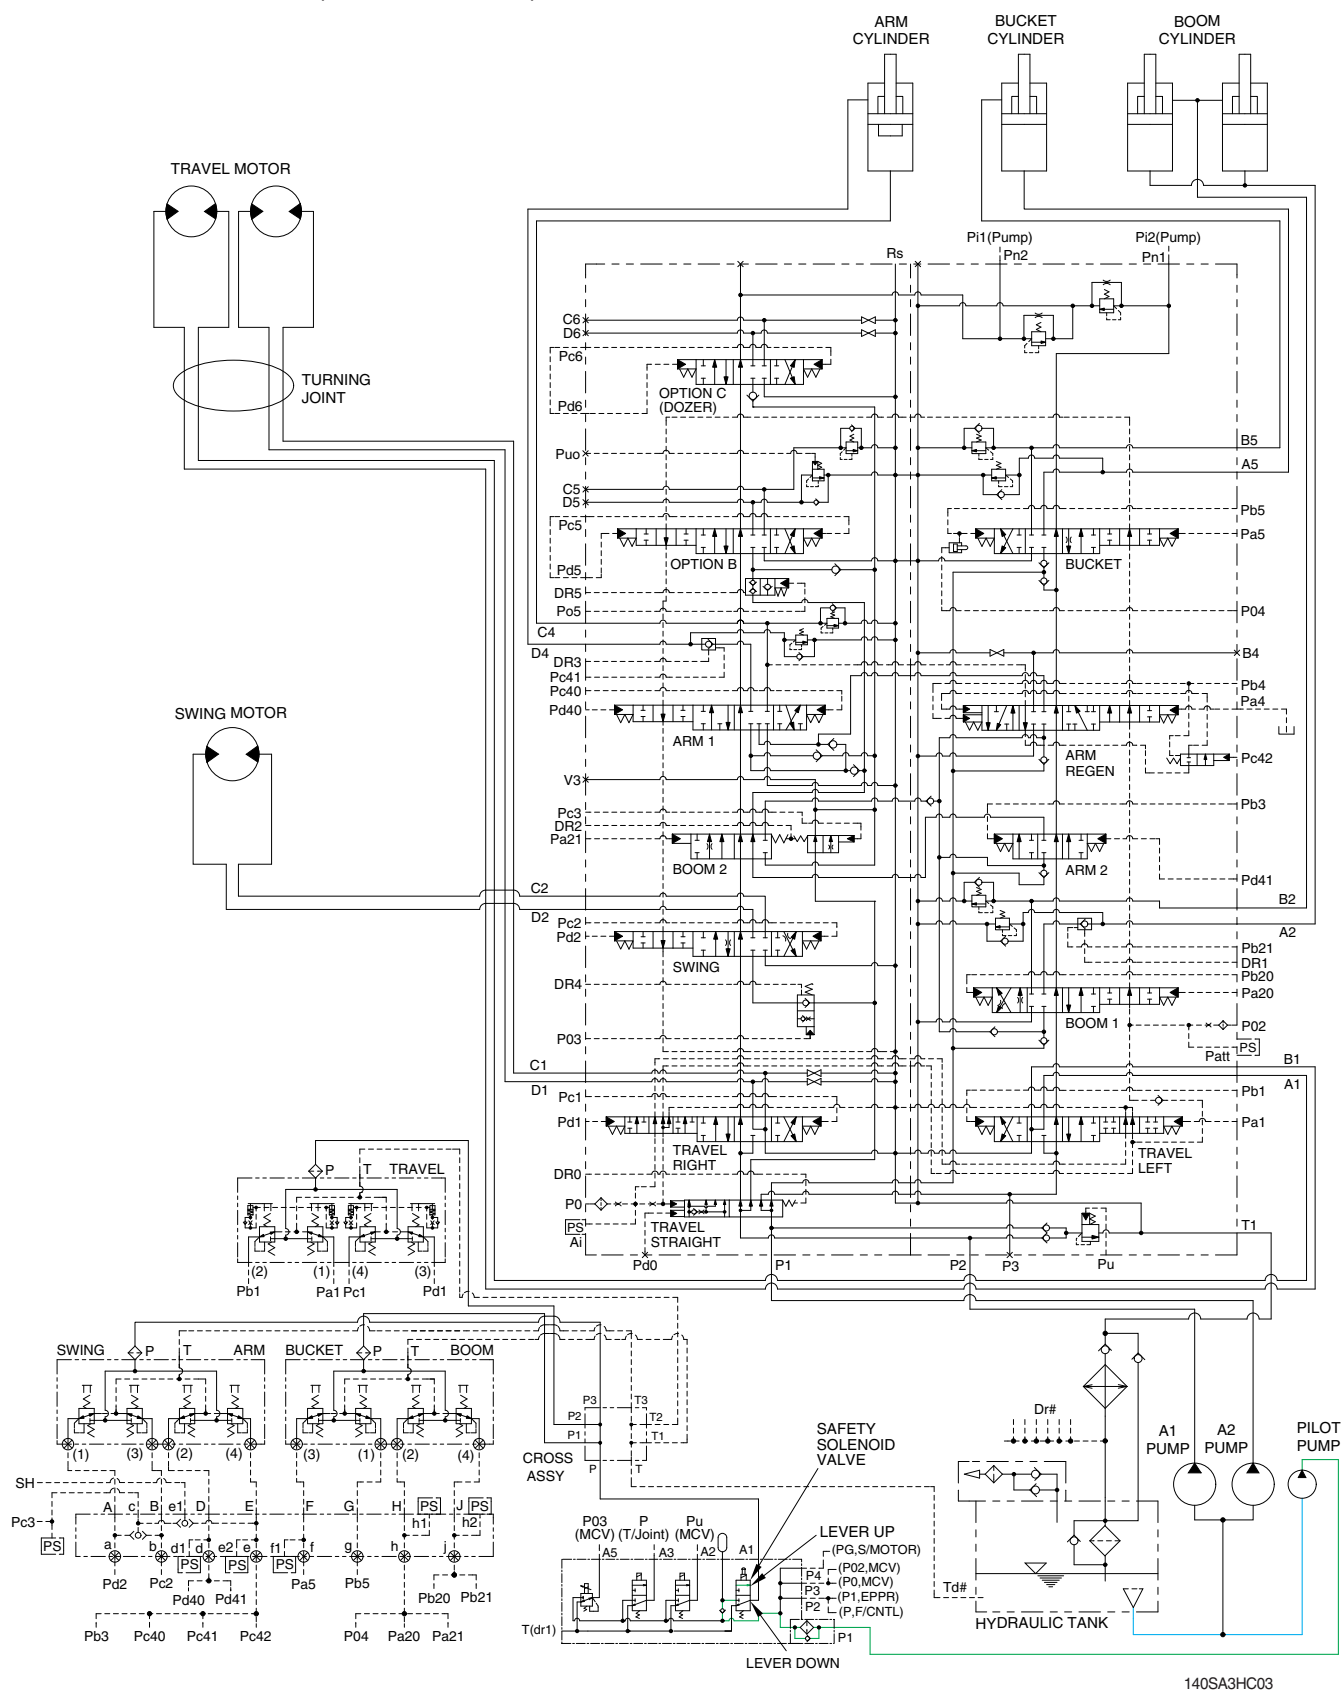 ARM
CYLINDER
BUCKET
CYLINDER
BOOM
CYLINDER
TRAVEL MOTOR
TURNING
JOINT
SWING MOTOR
Pi1(Pump)
Pn2
Pi2(Pump)
Pn1
Rs
C6
D6
Pc6
Pd6
OPTION C
(DOZER)
Puo
C5
D5
Pc5
Pd5
OPTION B
DR5
Po5
C4
D4
DR3
Pc41
Pc40
Pd40
ARM 1
V3
Pc3
DR2
Pa21
BOOM 2
C2
D2
Pc2
Pd2
SWING
DR4
P03
C1
D1
Pc1
Pd1
TRAVEL
RIGHT
DR0
P0
PS
Ai
TRAVEL
STRAIGHT
Pd0
P1
P2
P3
Pu
T1
B5
A5
Pb5
Pa5
BUCKET
P04
B4
Pb4
Pa4
ARM
REGEN
Pc42
Pb3
ARM 2
Pd41
B2
A2
Pb21
DR1
Pb20
Pa20
BOOM 1
P02
PS
Patt
B1
A1
Pb1
Pa1
TRAVEL
LEFT
P
T
TRAVEL
(2)
(1)
(4)
(3)
Pb1
Pa1
Pc1
Pd1
SWING
P
T
ARM
BUCKET
P
T
BOOM
(1)
(3)
(2)
(4)
(3)
(1)
(2)
(4)
SH
Pc3
PS
A
c
B
e1
D
E
F
G
H
PS
h1
J
PS
h2
a
b
d1
d
PS
e2
e
PS
f1
f
PS
g
h
j
Pd2
Pc2
Pd40
Pd41
Pa5
Pb5
Pb20
Pb21
Pb3
Pc40
Pc41
Pc42
P04
Pa20
Pa21
P3
T3
P2
T2
P1
T1
CROSS
ASSY
P
T
SAFETY
SOLENOID
VALVE
P03
(MCV)
P
(T/Joint)
Pu
(MCV)
A5
A3
A2
A1
LEVER UP
(PG,S/MOTOR)
P4
(P02,MCV)
(P0,MCV)
P3
(P1,EPPR)
P2
(P,F/CNTL)
T(dr1)
P1
LEVER DOWN
Dr#
Td#
A1
PUMP
A2
PUMP
PILOT
PUMP
HYDRAULIC TANK
140SA3HC03